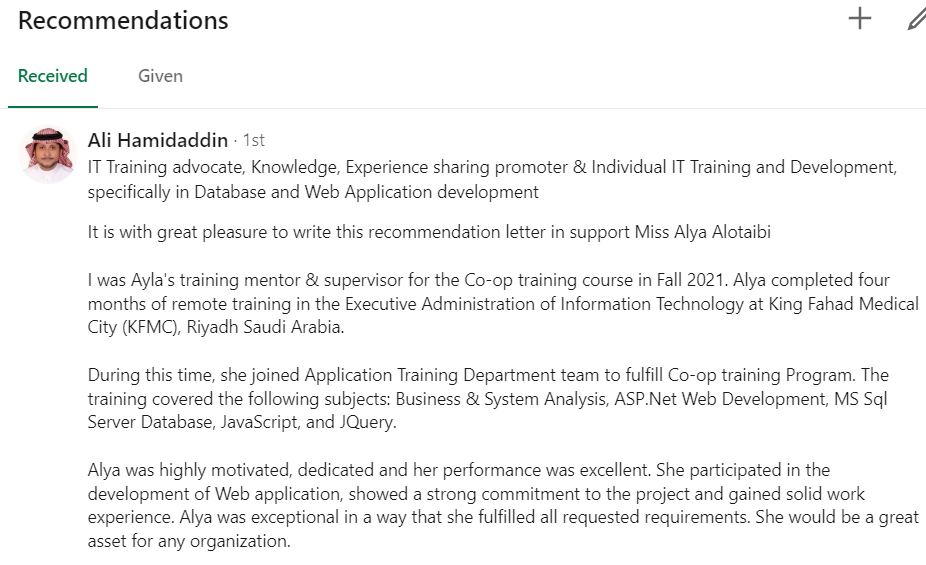 Recommendations
Received Given
Ali Hamidaddin · 1st
IT Training advocate, Knowledge, Experience sharing promoter & Individual IT Training and Development,
specifically in Database and Web Application development
It is with great pleasure to write this recommendation letter in support Miss Alya Alotaibi
I was Ayla's training mentor & supervisor for the Co-op training course in Fall 2021. Alya completed four
months of remote training in the Executive Administration of Information Technology at King Fahad Medical
City (KFMC), Riyadh Saudi Arabia.
During this time, she joined Application Training Department team to fulfill Co-op training Program. The
training covered the following subjects: Business & System Analysis, ASP.Net Web Development, MS Sql
Server Database, JavaScript, and JQuery.
Alya was highly motivated, dedicated and her performance was excellent. She participated in the
development of Web application, showed a strong commitment to the project and gained solid work
experience. Alya was exceptional in a way that she fulfilled all requested requirements. She would be a great
asset for any organization.